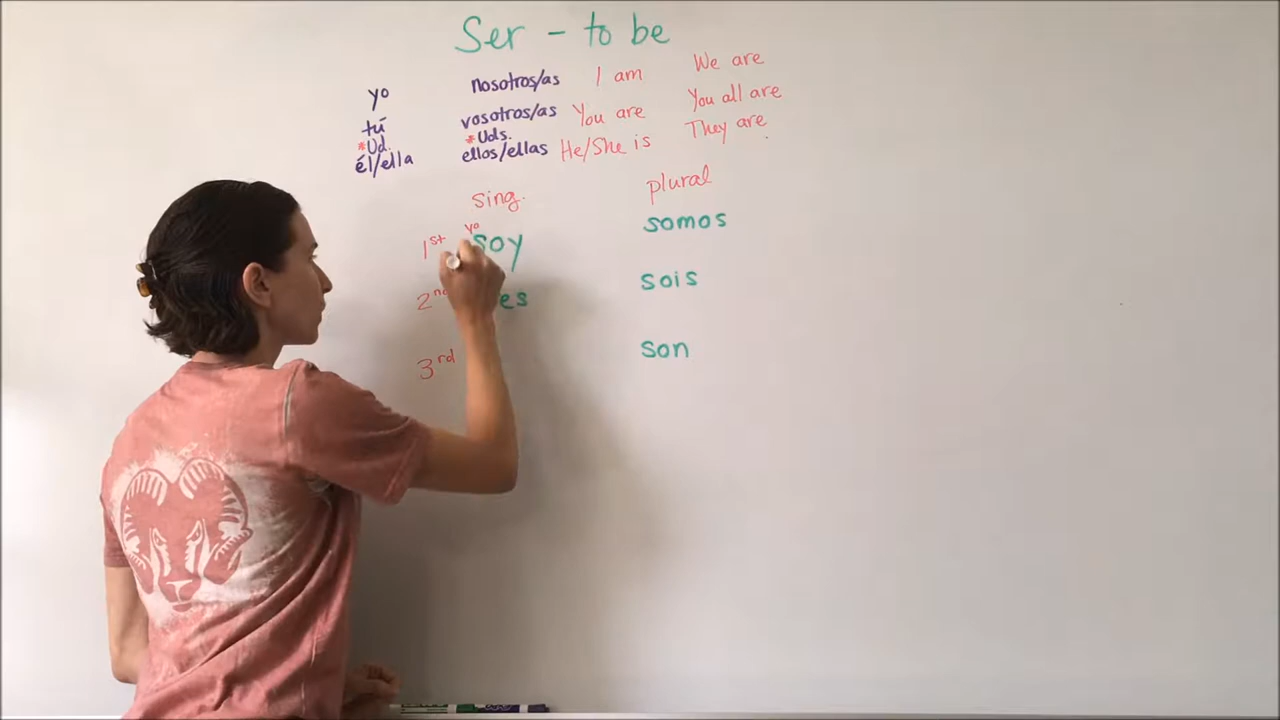 Ser - to be
yo nosotros/as I am We are
tú vosotros/as You are You all are
*Ud. *Uds.
él/ella ellos/ellas He/She is They are
sing. plural
yo
1st soy somos
2nd es sois
3rd son